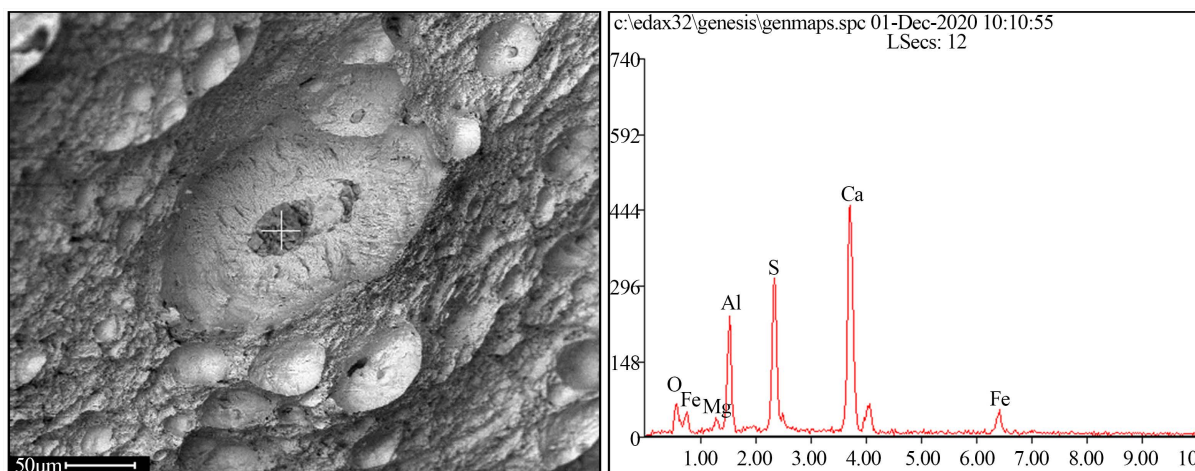 c:\edax32\genesis\genmaps.spc 01-Dec-2020 10:10:55
LSecs: 12
740
592
444
296
148
0
Ca
S
Al
O
Fe
Mg
Fe
1.00 2.00 3.00 4.00 5.00 6.00 7.00 8.00 9.00 10
50μm